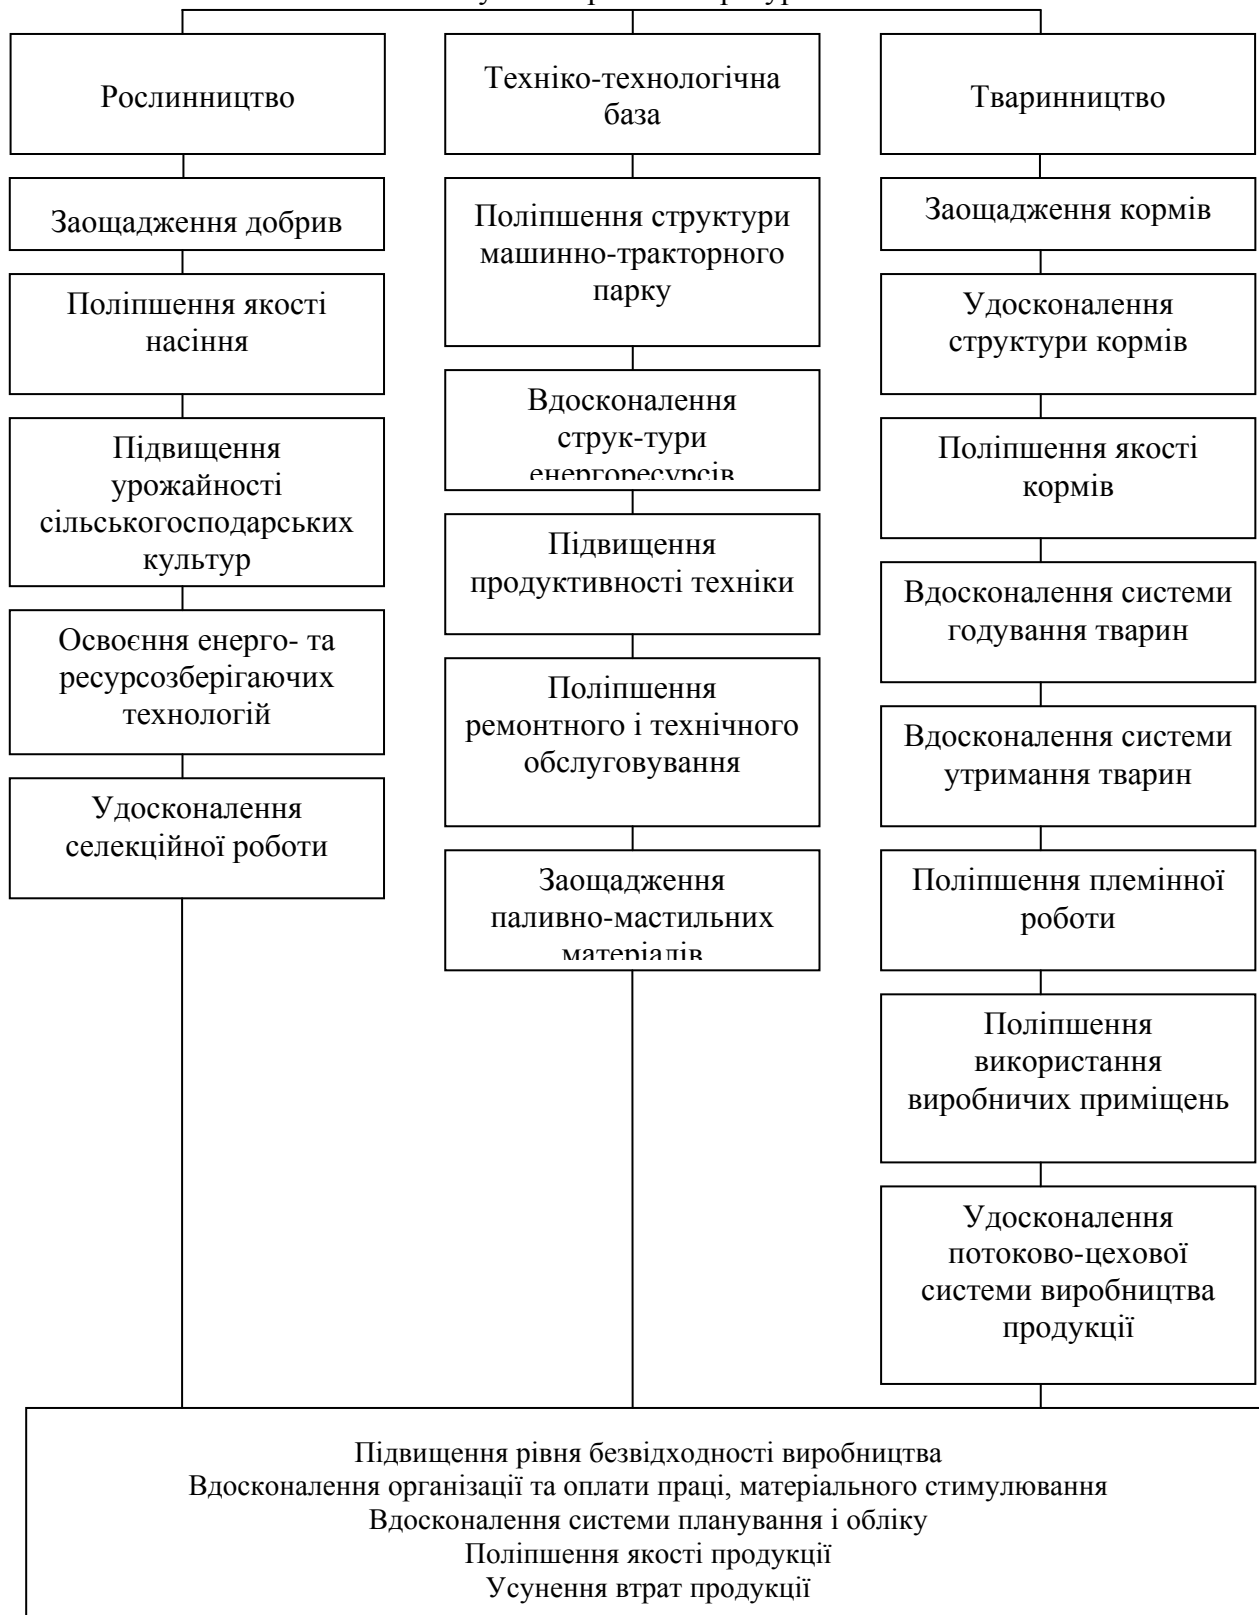 Рослинництво
Техніко-технологічна
база
Тваринництво
Заощадження добрив
Поліпшення якості
насіння
Підвищення
урожайності
сільськогосподарських
культур
Освоєння енерго- та
ресурсозберігаючих
технологій
Удосконалення
селекційної роботи
Поліпшення структури
машинно-тракторного
парку
Вдосконалення
струк-тури
енергоресурсів
Підвищення
продуктивності техніки
Поліпшення
ремонтного і технічного
обслуговування
Заощадження
паливно-мастильних
матеріалів
Заощадження кормів
Удосконалення
структури кормів
Поліпшення якості
кормів
Вдосконалення системи
годування тварин
Вдосконалення системи
утримання тварин
Поліпшення племінної
роботи
Поліпшення
використання
виробничих приміщень
Удосконалення
потоково-цехової
системи виробництва
продукції
Підвищення рівня безвідходності виробництва
Вдосконалення організації та оплати праці, матеріального стимулювання
Вдосконалення системи планування і обліку
Поліпшення якості продукції
Усунення втрат продукції